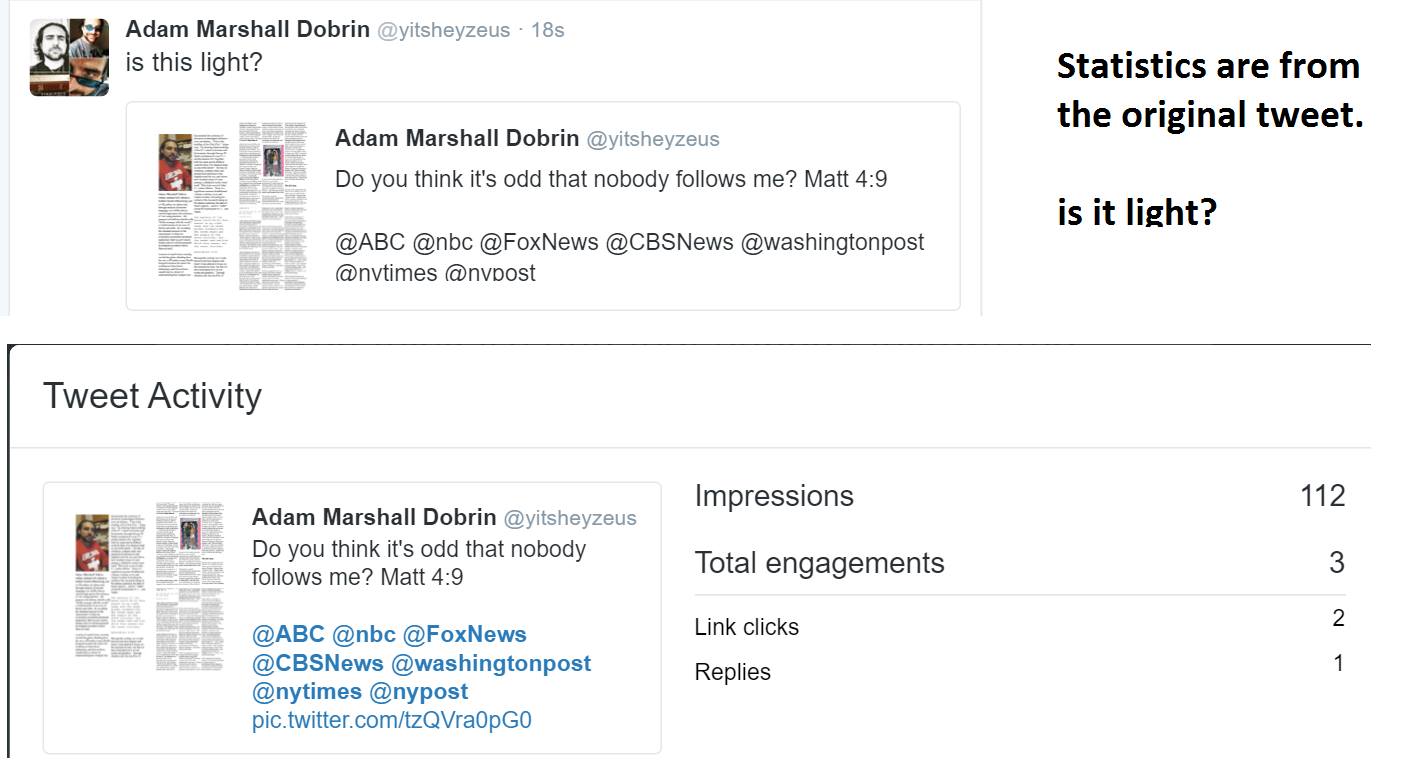 Adam Marshall Dobrin @yitsheyzeus · 18s
is this light?
Adam Marshall Dobrin @yitsheyzeus
Do you think it's odd that nobody follows me? Matt 4:9
@ABC @nbc @FoxNews @CBSNews @washingtonpost
@nytimes @nypost
Statistics are from
the original tweet.
is it light?
Tweet Activity
Adam Marshall Dobrin @yitsheyzeus
Do you think it's odd that nobody
follows me? Matt 4:9
@ABC @nbc @FoxNews
@CBSNews @washingtonpost
@nytimes @nypost
pic.twitter.com/tzQVra0pG0
Impressions 112
Total engagements 3
Link clicks 2
Replies 1